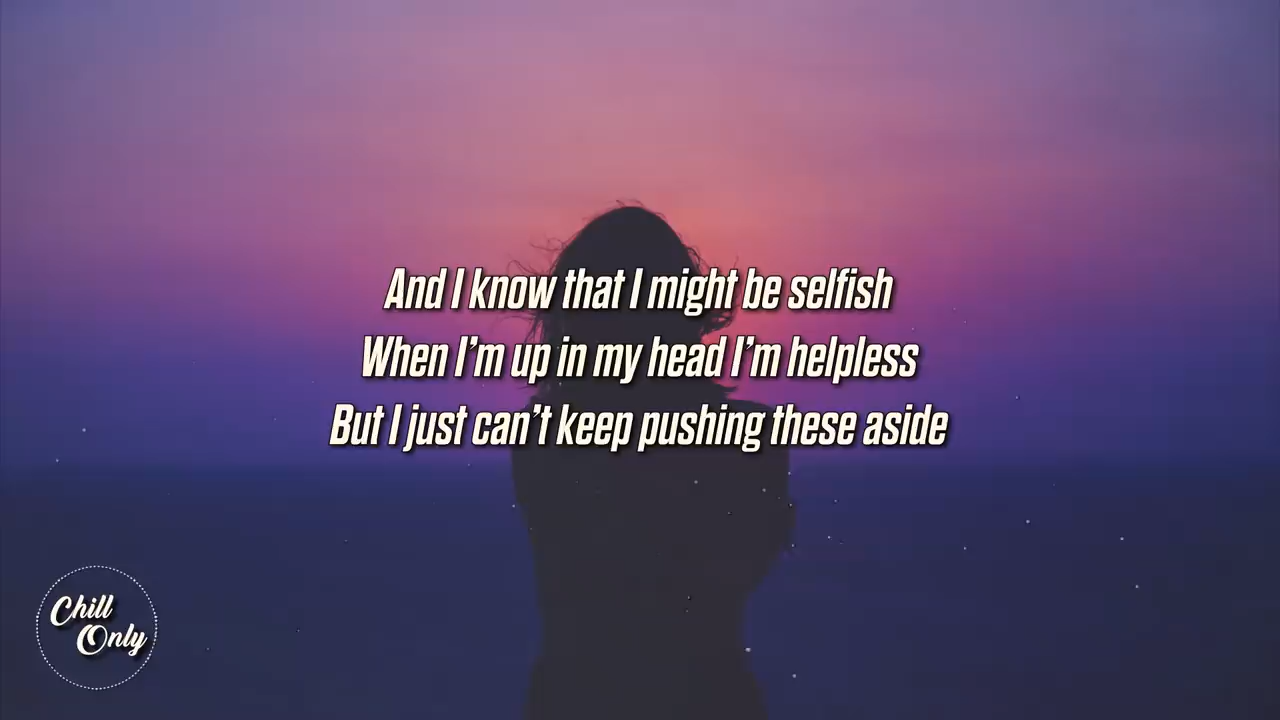 And I know that I might be selfish
When I'm up in my head I'm helpless
But I just can't keep pushing these aside
Chill
Only